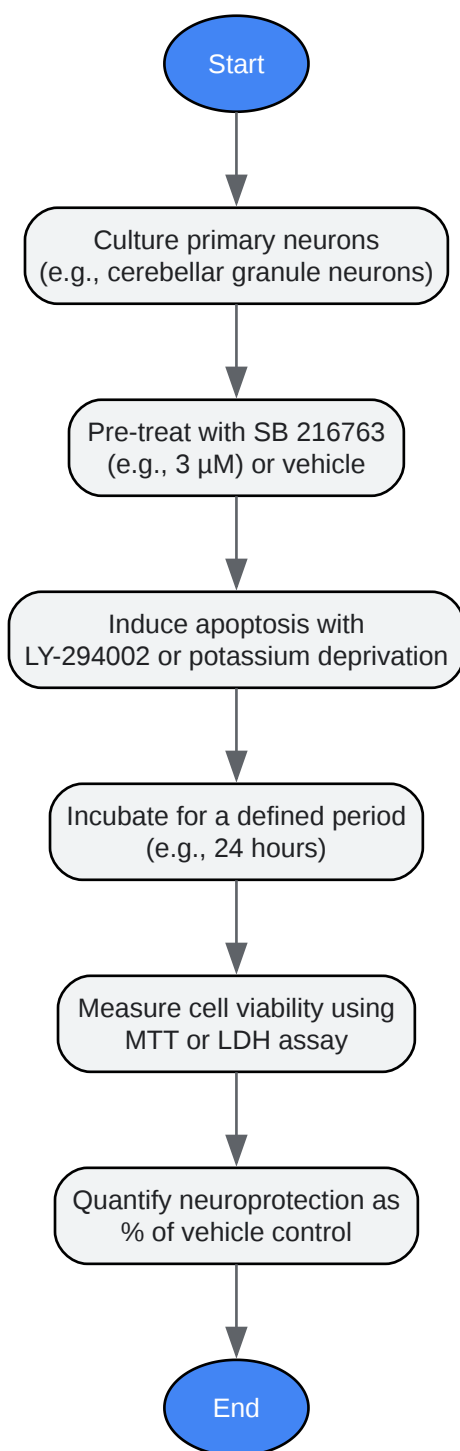 Start
Culture primary neurons
(e.g., cerebellar granule neurons)
Pre-treat with SB 216763
(e.g., 3 µM) or vehicle
Induce apoptosis with
LY-294002 or potassium deprivation
Incubate for a defined period
(e.g., 24 hours)
Measure cell viability using
MTT or LDH assay
Quantify neuroprotection as
% of vehicle control
End